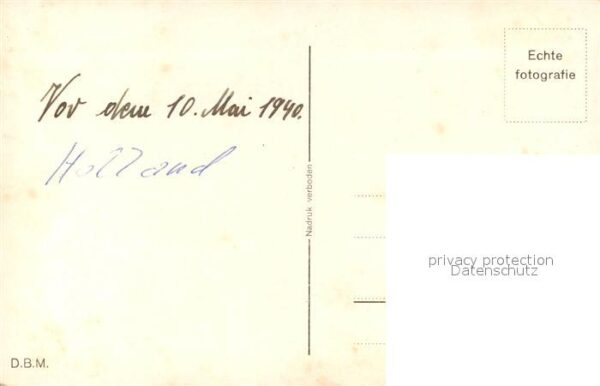 Echte
fotografie
Vor dem 10. Mai 1940.
Holland
Nadruk verboden
privacy protection
Datenschutz
D.B.M.